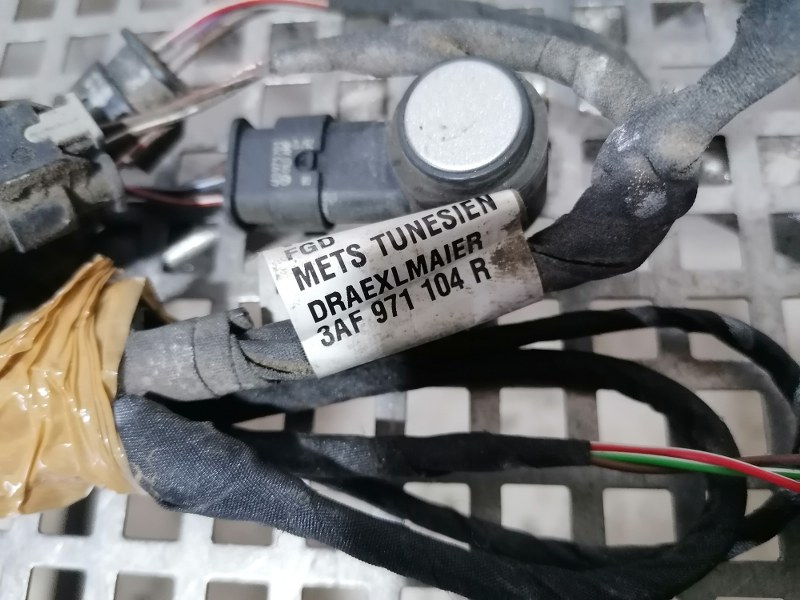 FGD
METS TUNESIEN
DRAEXLMAIER
3AF 971 104 R